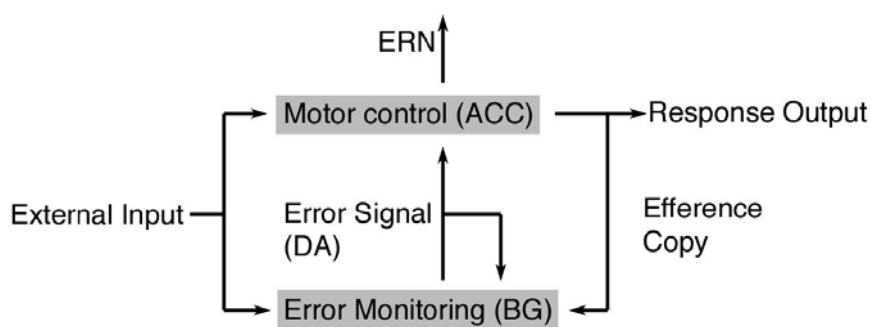 ERN
Motor control (ACC)
Response Output
External Input
Error Signal
(DA)
Efference
Copy
Error Monitoring (BG)